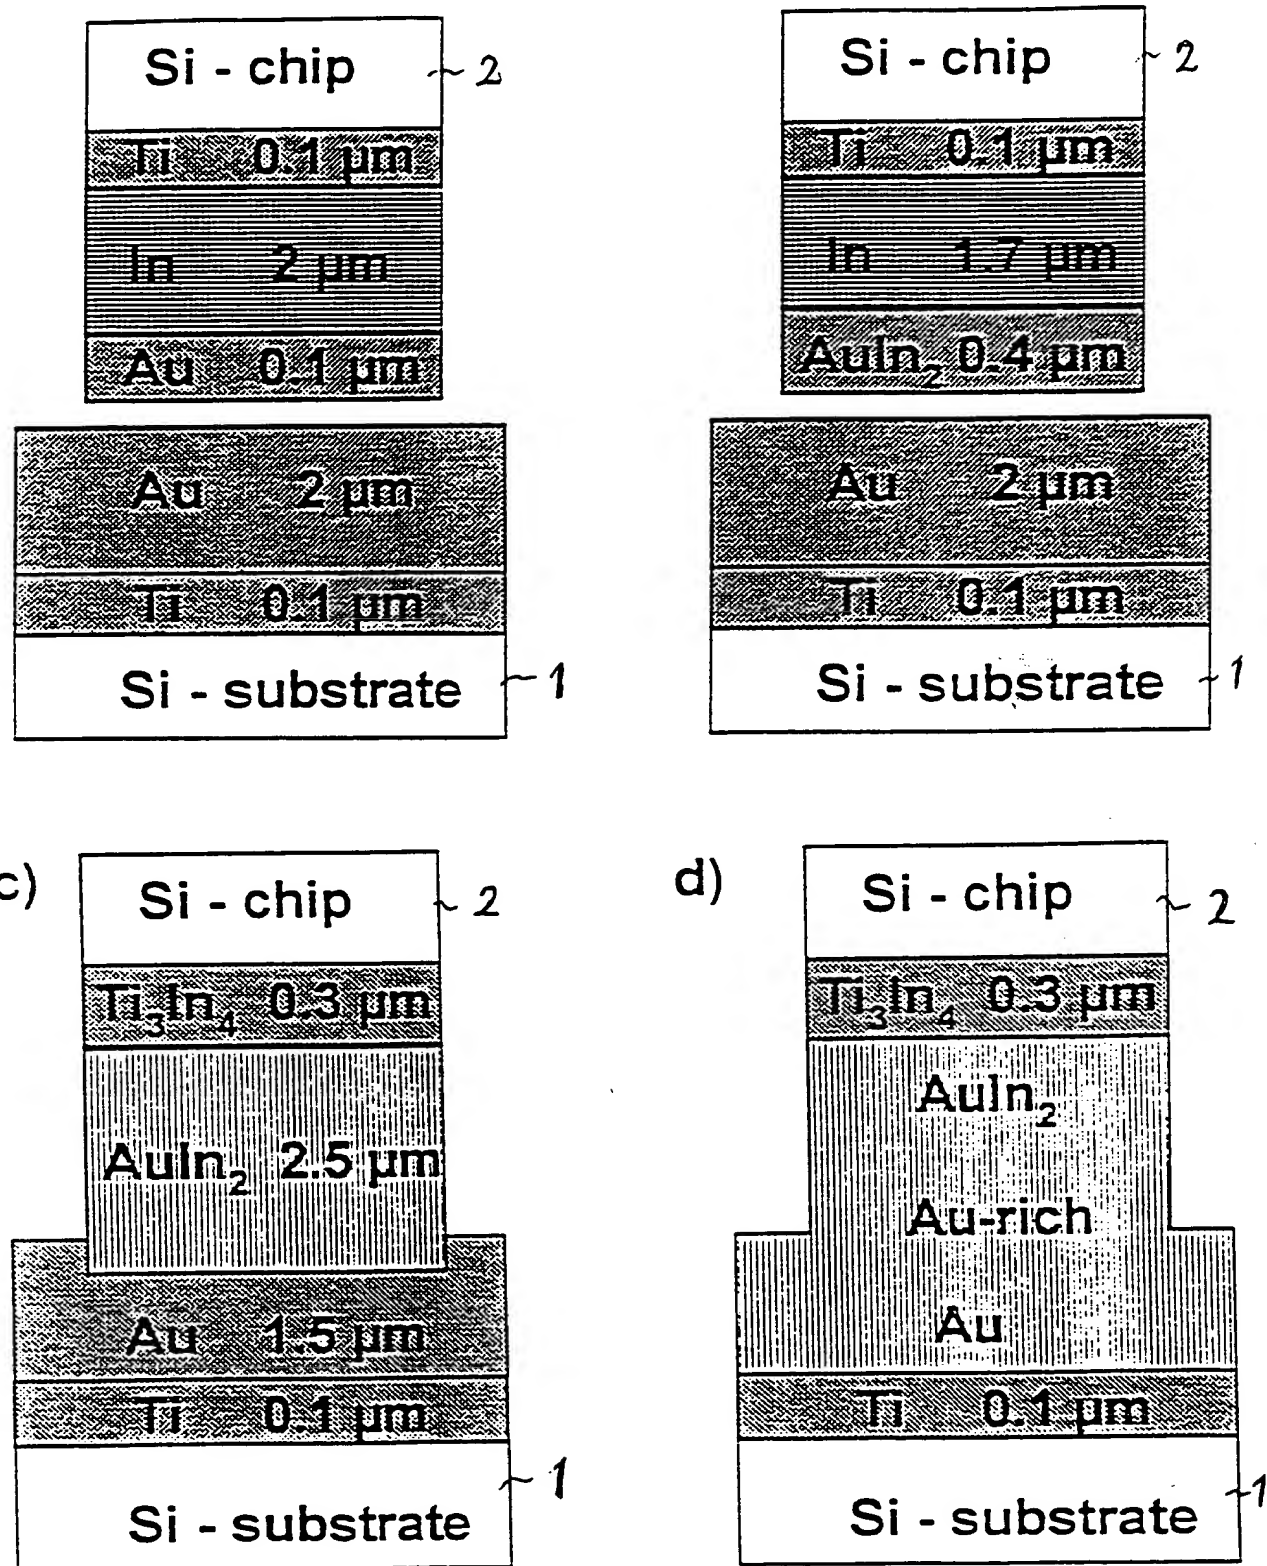 Si - chip ~ 2
Ti 0.1 µm
In 2 µm
Au 0.1 µm
Au 2 µm
Ti 0.1 µm
Si - substrate ~ 1
Si - chip ~ 2
Ti 0.1 µm
In 1.7 µm
AuIn₂ 0.4 µm
Au 2 µm
Ti 0.1 µm
Si - substrate ~ 1
c)
Si - chip ~ 2
Ti₃In₄ 0.3 µm
AuIn₂ 2.5 µm
Au 1.5 µm
Ti 0.1 µm
Si - substrate ~ 1
d)
Si - chip ~ 2
Ti₃In₄ 0.3 µm
AuIn₂
Au-rich
Au
Ti 0.1 µm
Si - substrate ~ 1